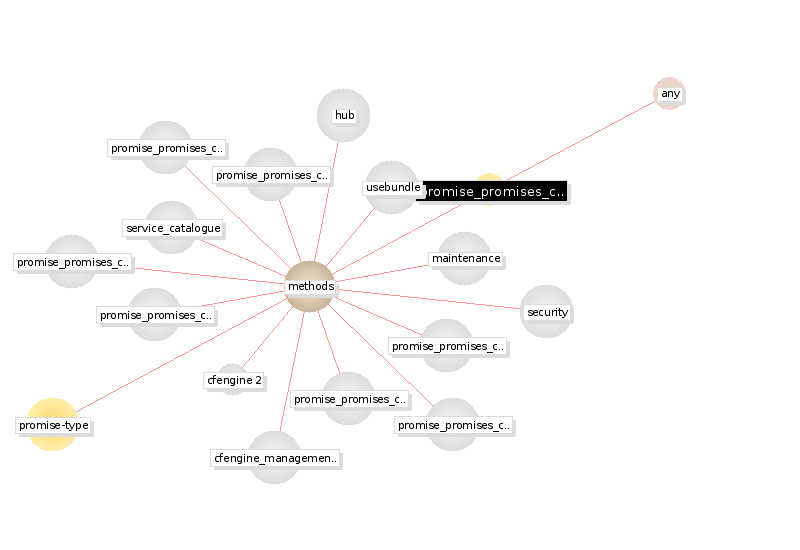 any
hub
promise_promises_c..
promise_promises_c..
usebundle
promise_promises_c..
service_catalogue
maintenance
promise_promises_c..
methods
promise_promises_c..
security
promise_promises_c..
cfengine 2
promise_promises_c..
promise-type
promise_promises_c..
cfengine_managemen..